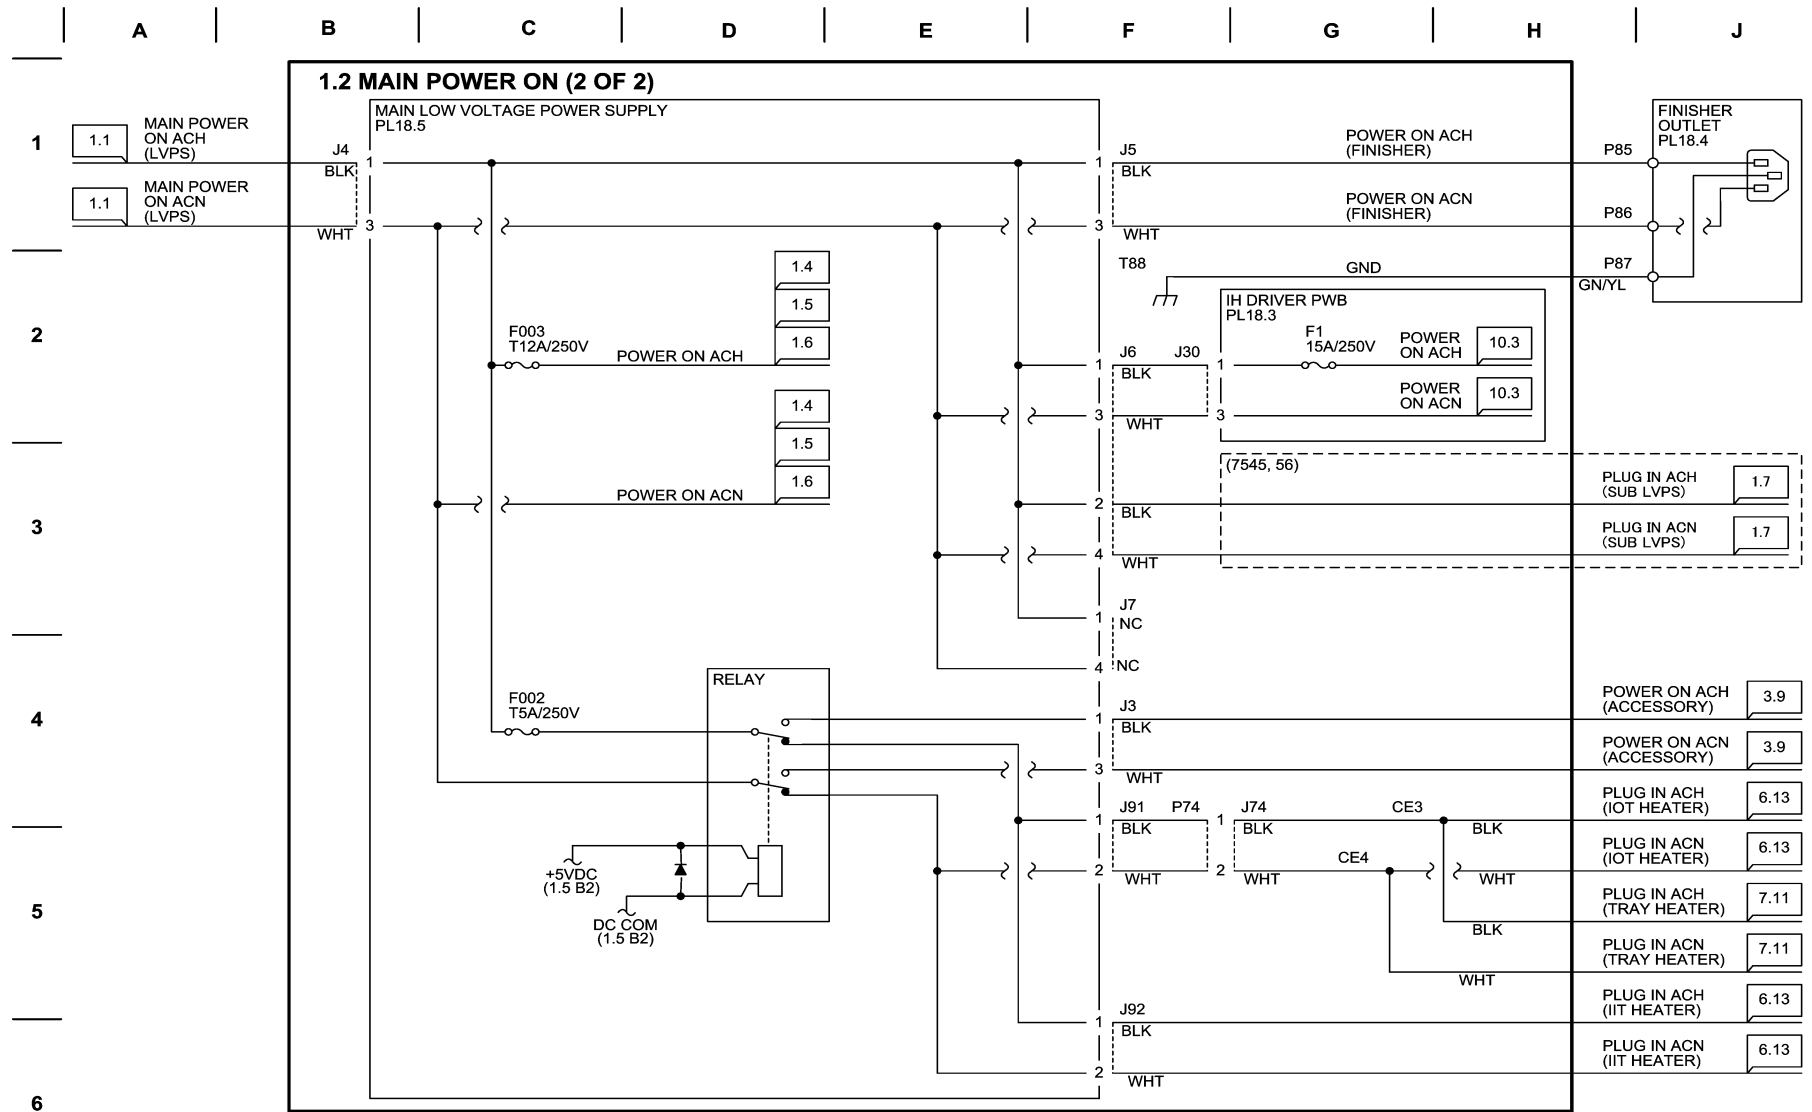 A B C D E F G H J
1.2 MAIN POWER ON (2 OF 2)
MAIN LOW VOLTAGE POWER SUPPLY
PL18.5
1
1.1
MAIN POWER
ON ACH
(LVPS)
J4
1
BLK
1.1
MAIN POWER
ON ACN
(LVPS)
WHT
3
1
J5
BLK
POWER ON ACH
(FINISHER)
P85
FINISHER
OUTLET
PL18.4
3
WHT
POWER ON ACN
(FINISHER)
P86
T88
GND
P87
GN/YL
2
1.4
1.5
1.6
F003
T12A/250V
POWER ON ACH
IH DRIVER PWB
PL18.3
J6
J30
1
BLK
1
F1
15A/250V
POWER
ON ACH
10.3
3
WHT
3
POWER
ON ACN
10.3
3
1.4
1.5
1.6
POWER ON ACN
(7545, 56)
2
BLK
PLUG IN ACH
(SUB LVPS)
1.7
4
WHT
PLUG IN ACN
(SUB LVPS)
1.7
J7
1
NC
4
NC
4
RELAY
F002
T5A/250V
J3
1
BLK
POWER ON ACH
(ACCESSORY)
3.9
3
WHT
POWER ON ACN
(ACCESSORY)
3.9
J91
P74
J74
CE3
1
BLK
1
BLK
BLK
PLUG IN ACH
(IOT HEATER)
6.13
CE4
2
WHT
2
WHT
WHT
PLUG IN ACN
(IOT HEATER)
6.13
5
+5VDC
(1.5 B2)
DC COM
(1.5 B2)
BLK
PLUG IN ACH
(TRAY HEATER)
7.11
WHT
PLUG IN ACN
(TRAY HEATER)
7.11
J92
1
BLK
PLUG IN ACH
(IIT HEATER)
6.13
2
WHT
PLUG IN ACN
(IIT HEATER)
6.13
6